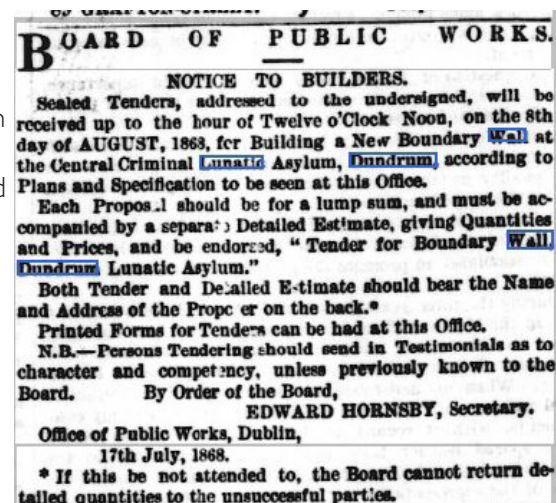 BOARD OF PUBLIC WORKS.
NOTICE TO BUILDERS.
Sealed Tenders, addressed to the undersigned, will be
received up to the hour of Twelve o'Clock Noon, on the 8th
day of AUGUST, 1868, for Building a New Boundary Wall at
the Central Criminal Lunatic Asylum, Dundrum, according to
Plans and Specification to be seen at this Office.
Each Proposal should be for a lump sum, and must be ac-
companied by a separate Detailed Estimate, giving Quantities
and Prices, and be endorsed, "Tender for Boundary Wall,
Dundrum Lunatic Asylum."
Both Tender and Detailed Estimate should bear the Name
and Address of the Proposer on the back.*
Printed Forms for Tenders can be had at this Office.
N.B.—Persons Tendering should send in Testimonials as to
character and competency, unless previously known to the
Board. By Order of the Board,
EDWARD HORNSBY, Secretary.
Office of Public Works, Dublin,
17th July, 1868.
* If this be not attended to, the Board cannot return de-
tailed quantities to the unsuccessful parties.